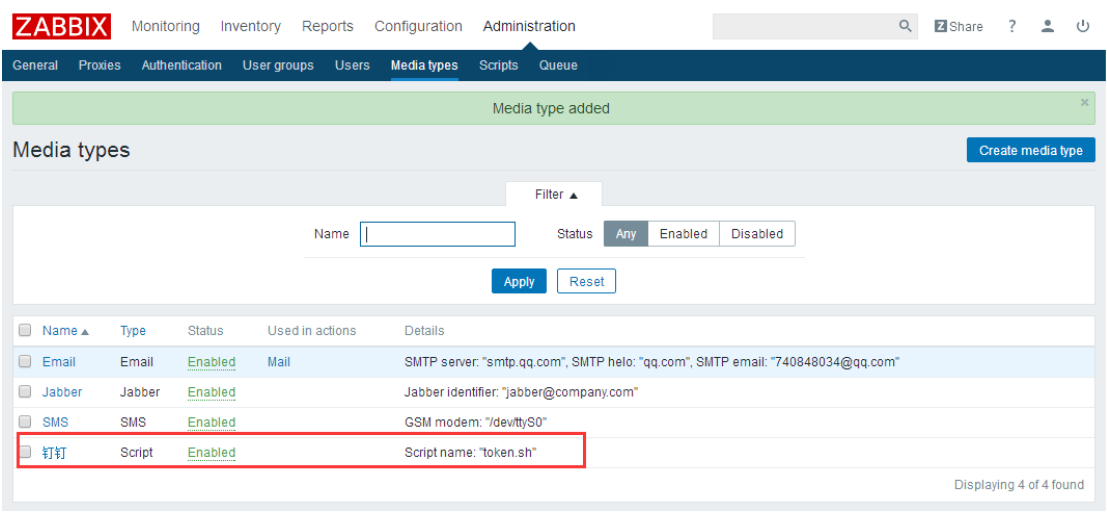 ZABBIX Monitoring Inventory Reports Configuration Administration Z Share ?
General Proxies Authentication User groups Users Media types Scripts Queue
Media type added
Media types Create media type
Filter
Name Status Any Enabled Disabled
Apply Reset
Name Type Status Used in actions Details
Email Email Enabled Mail SMTP server: "smtp.qq.com", SMTP helo: "qq.com", SMTP email: "740848034@qq.com"
Jabber Jabber Enabled Jabber identifier: "jabber@company.com"
SMS SMS Enabled GSM modem: "/dev/ttyS0"
钉钉 Script Enabled Script name: "token.sh"
Displaying 4 of 4 found